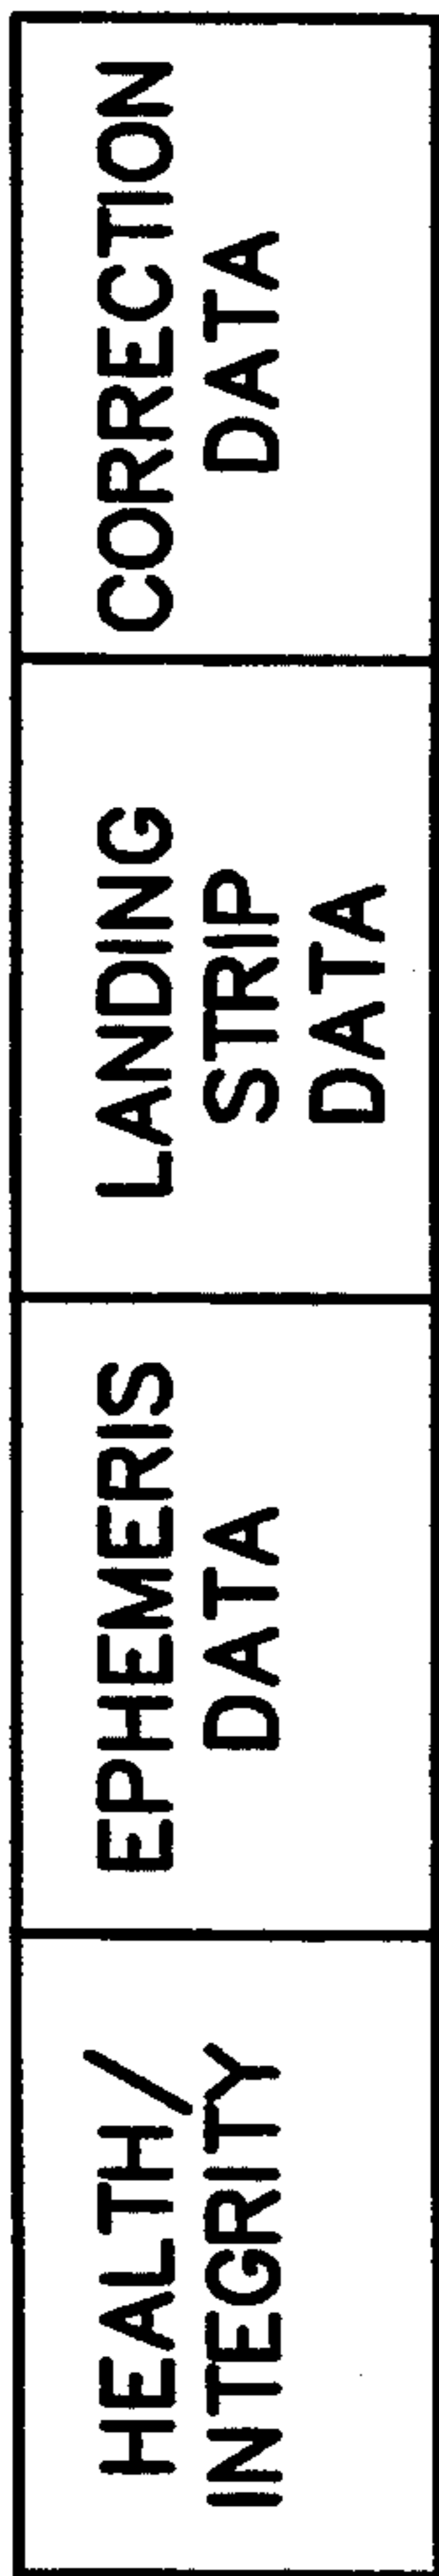 HEALTH/
INTEGRITY
EPHEMERIS
DATA
LANDING
STRIP
DATA
CORRECTION
DATA